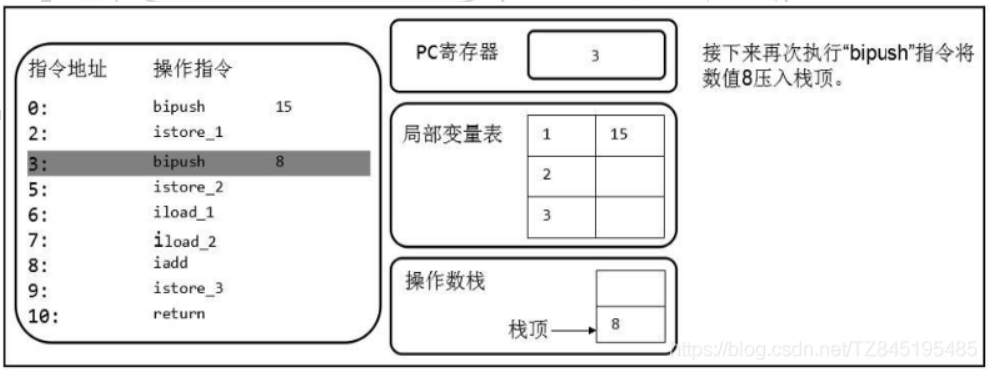 指令地址 操作指令
0: bipush 15
2: istore_1
3: bipush 8
5: istore_2
6: iload_1
7: iload_2
8: iadd
9: istore_3
10: return
PC寄存器 3
局部变量表 1 15
2
3
操作数栈
栈顶 8
接下来再次执行“bipush”指令将
数值8压入栈顶。
https://blog.csdn.net/TZ845195485